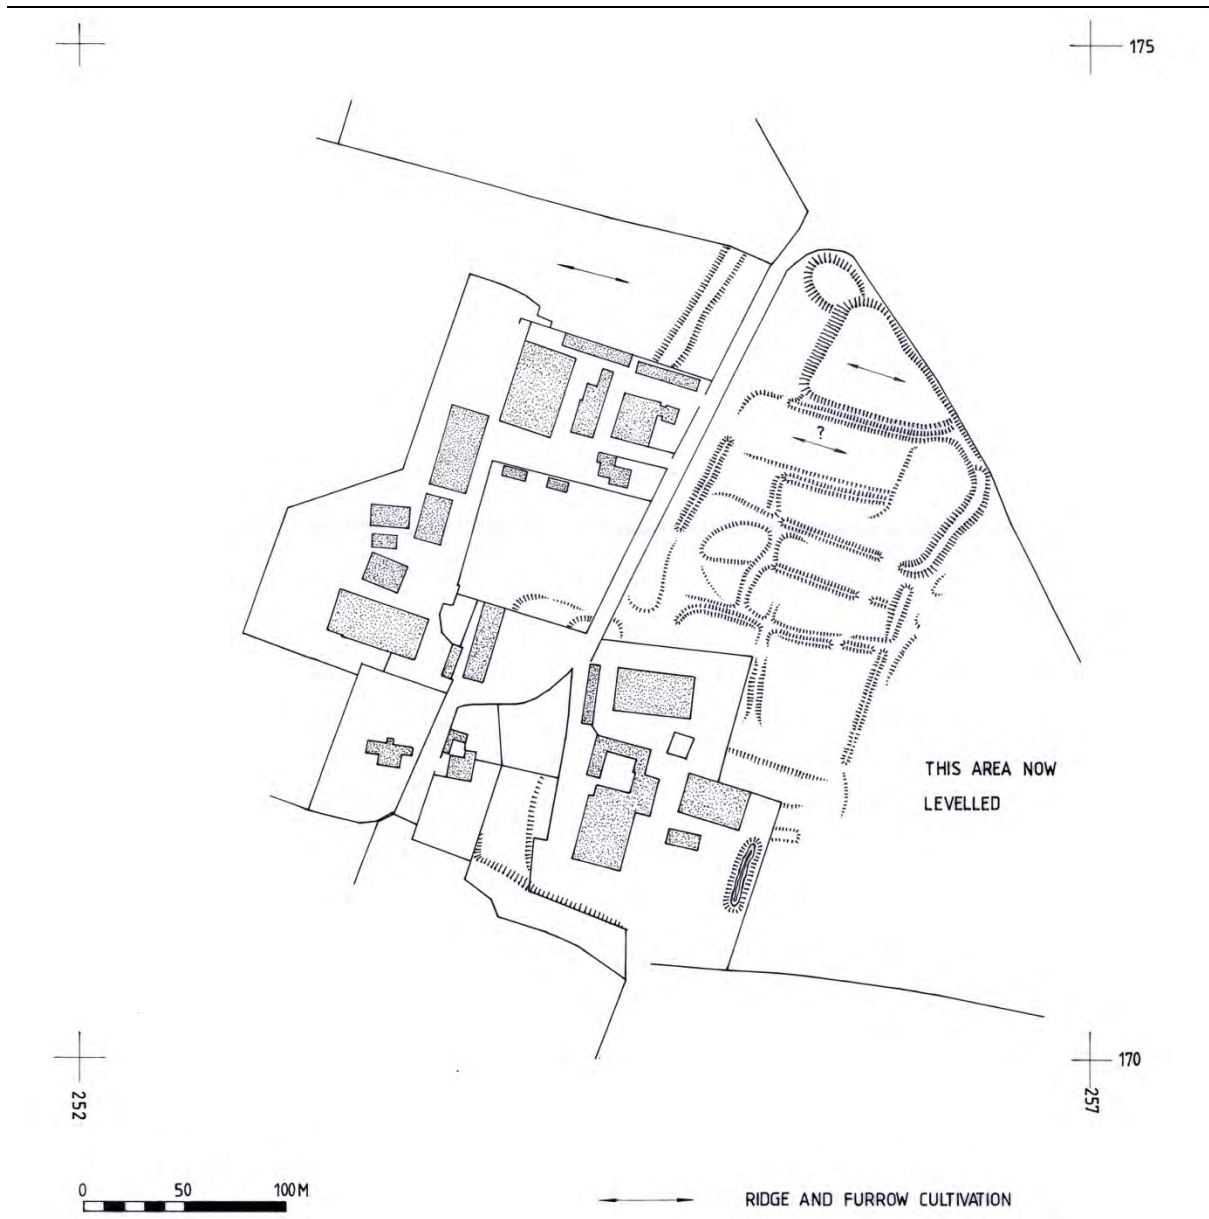 175
?
THIS AREA NOW
LEVELLED
170
252
257
0 50 100M
RIDGE AND FURROW CULTIVATION